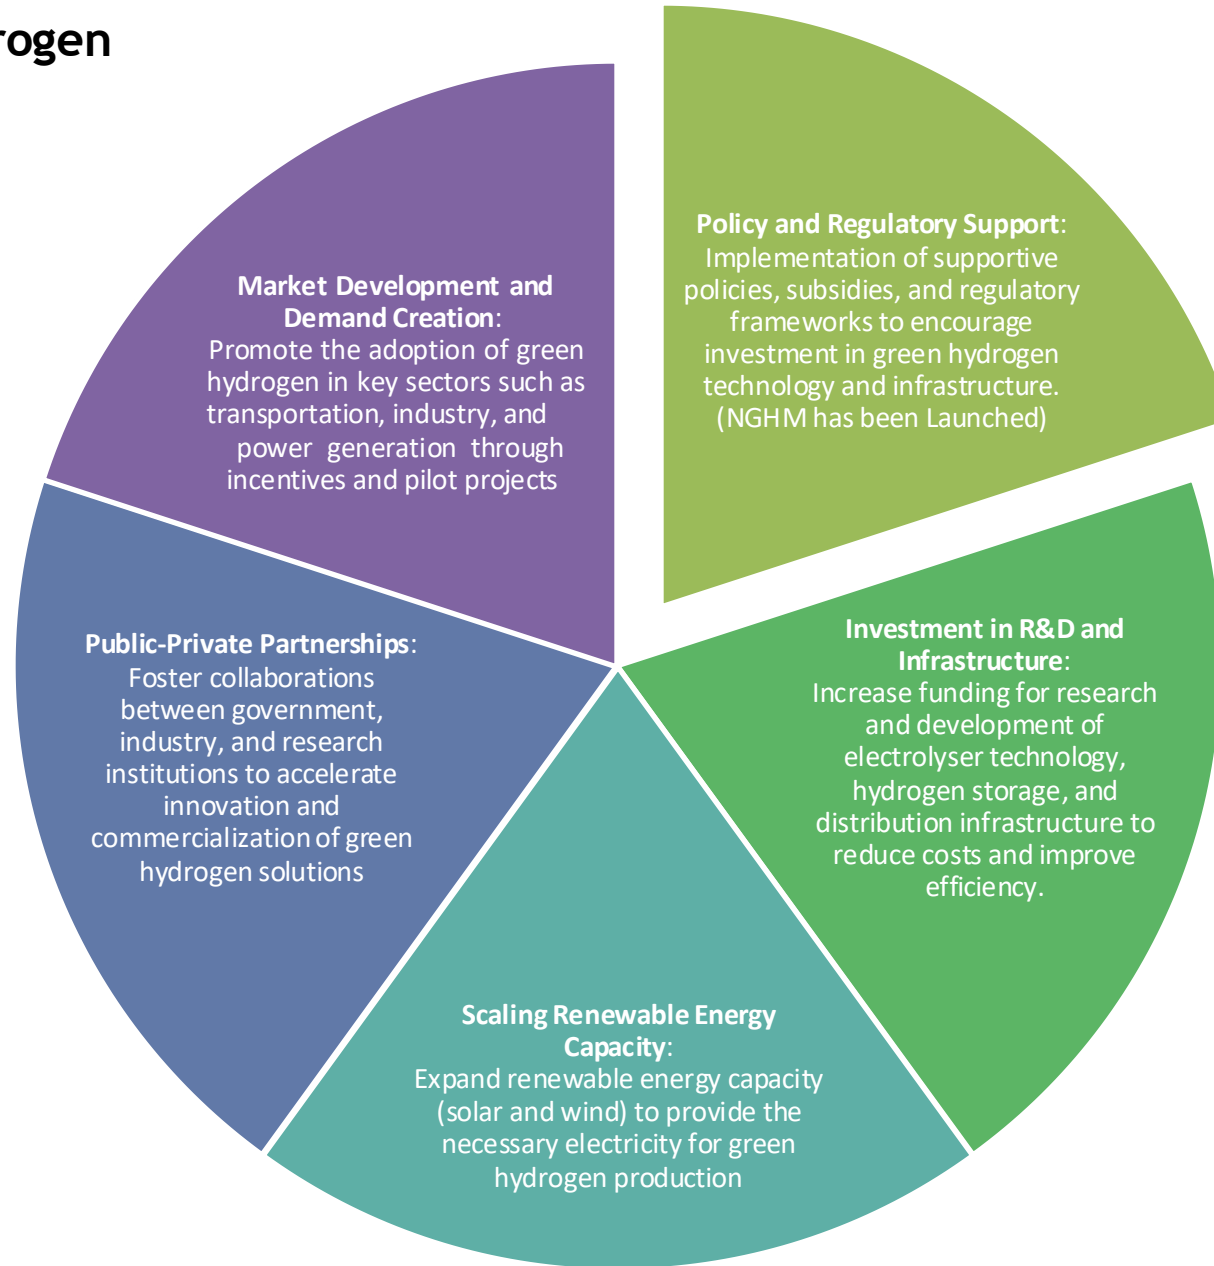 rogen
Policy and Regulatory Support:
Implementation of supportive
policies, subsidies, and regulatory
frameworks to encourage
investment in green hydrogen
technology and infrastructure.
(NGHM has been Launched)
Investment in R&D and
Infrastructure:
Increase funding for research
and development of
electrolyser technology,
hydrogen storage, and
distribution infrastructure to
reduce costs and improve
efficiency.
Scaling Renewable Energy
Capacity:
Expand renewable energy capacity
(solar and wind) to provide the
necessary electricity for green
hydrogen production
Public-Private Partnerships:
Foster collaborations
between government,
industry, and research
institutions to accelerate
innovation and
commercialization of green
hydrogen solutions
Market Development and
Demand Creation:
Promote the adoption of green
hydrogen in key sectors such as
transportation, industry, and
power generation through
incentives and pilot projects